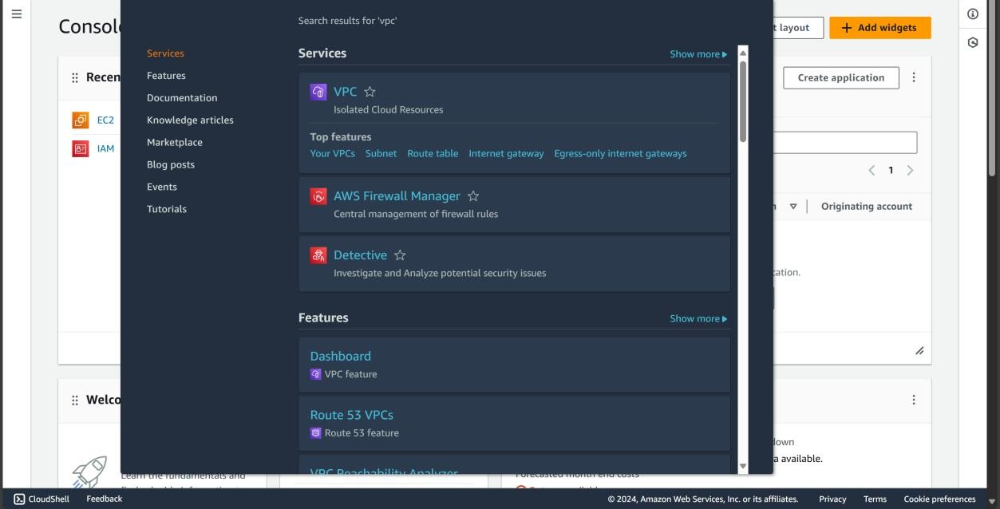 Search results for 'vpc'
Consol
t layout
Add widgets
Services
Features
Documentation
Knowledge articles
Marketplace
Blog posts
Events
Tutorials
Services
Show more
VPC
Isolated Cloud Resources
Top features
Your VPCs Subnet Route table Internet gateway Egress-only internet gateways
AWS Firewall Manager
Central management of firewall rules
Detective
Investigate and Analyze potential security issues
Features
Show more
Dashboard
VPC feature
Route 53 VPCs
Route 53 feature
VPC Reachability Analyzer
Recen
EC2
IAM
Create application
1
Originating account
cation.
Welco
Learn the fundamentals and
down
a available.
Forecasted month end costs
CloudShell Feedback
© 2024, Amazon Web Services, Inc. or its affiliates. Privacy Terms Cookie preferences